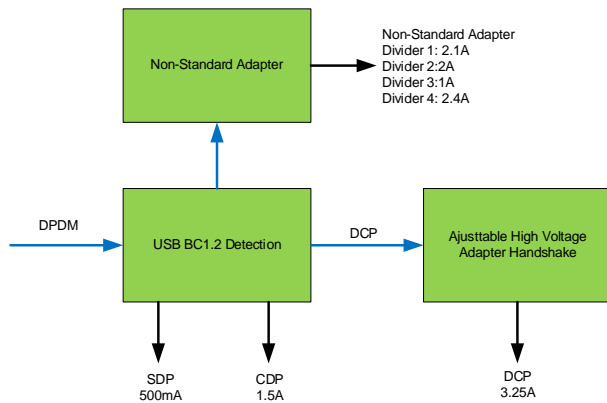 Non-Standard Adapter
Non-Standard Adapter
Divider 1: 2.1A
Divider 2:2A
Divider 3:1A
Divider 4: 2.4A
DPDM
USB BC1.2 Detection
DCP
Ajusttable High Voltage
Adapter Handshake
SDP
500mA
CDP
1.5A
DCP
3.25A